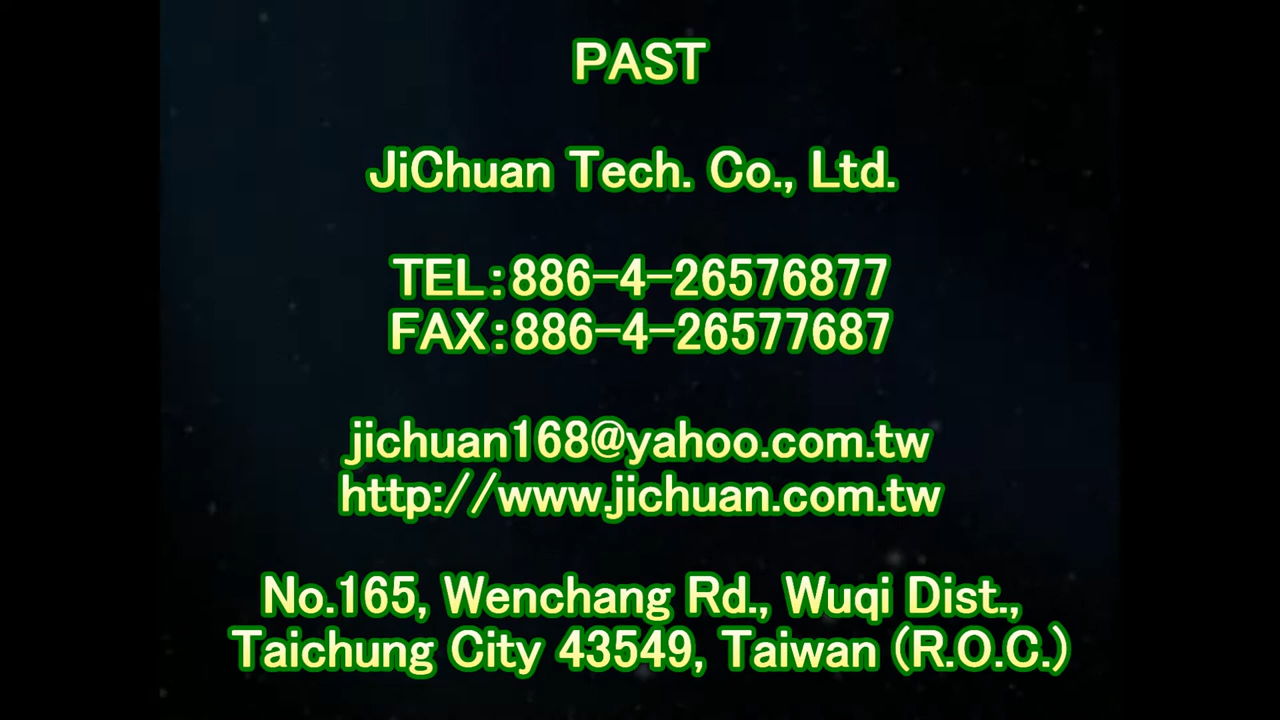 PAST
JiChuan Tech. Co., Ltd.
TEL:886-4-26576877
FAX:886-4-26577687
jichuan168@yahoo.com.tw
http://www.jichuan.com.tw
No.165, Wenchang Rd., Wuqi Dist.,
Taichung City 43549, Taiwan (R.O.C.)